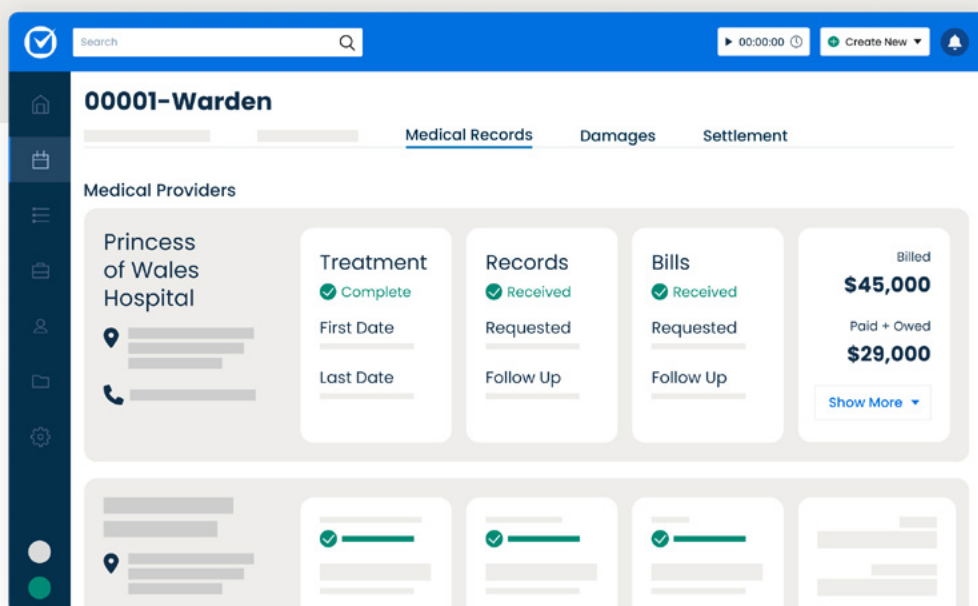 Search
00:00:00
Create New
00001-Warden
Medical Records Damages Settlement
Medical Providers
Princess
of Wales
Hospital
Treatment
Complete
First Date
Last Date
Records
Received
Requested
Follow Up
Bills
Received
Requested
Follow Up
Billed
$45,000
Paid + Owed
$29,000
Show More